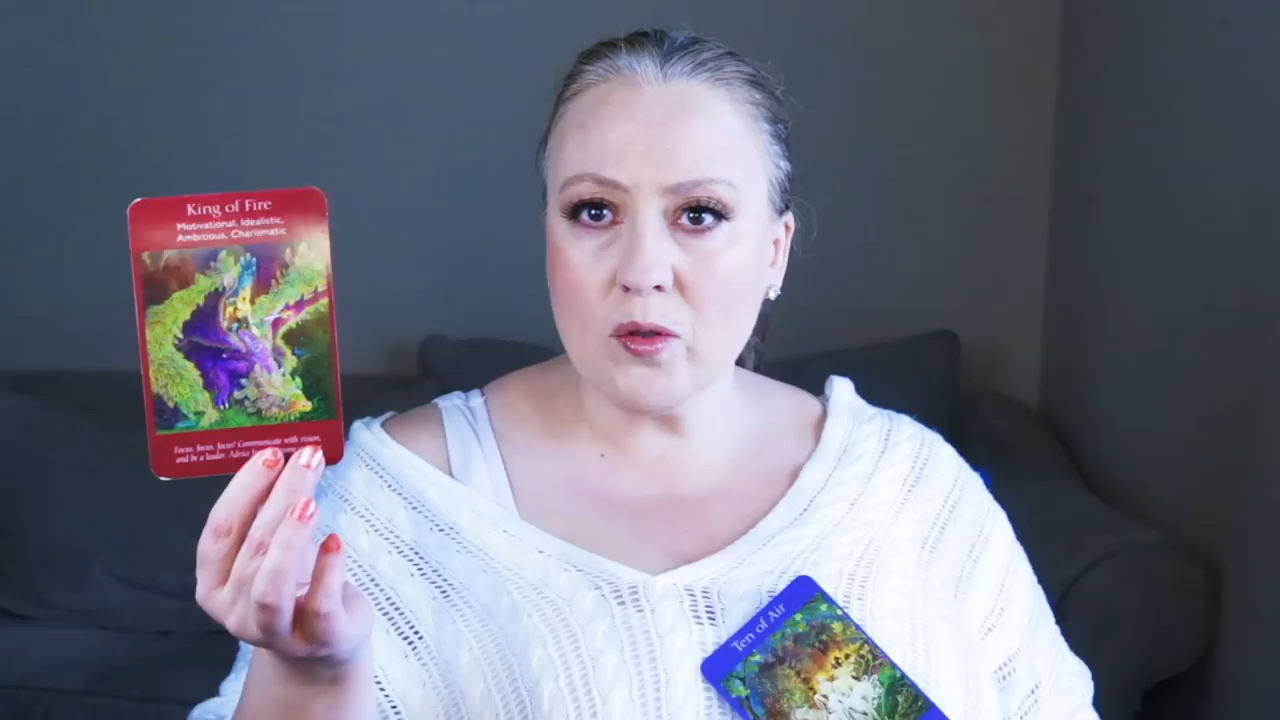 King of Fire
Motivational, Idealistic,
Ambitious, Charismatic
Focus, focus, focus! Communicate with vision,
and be a leader. Advice
Ten of Air